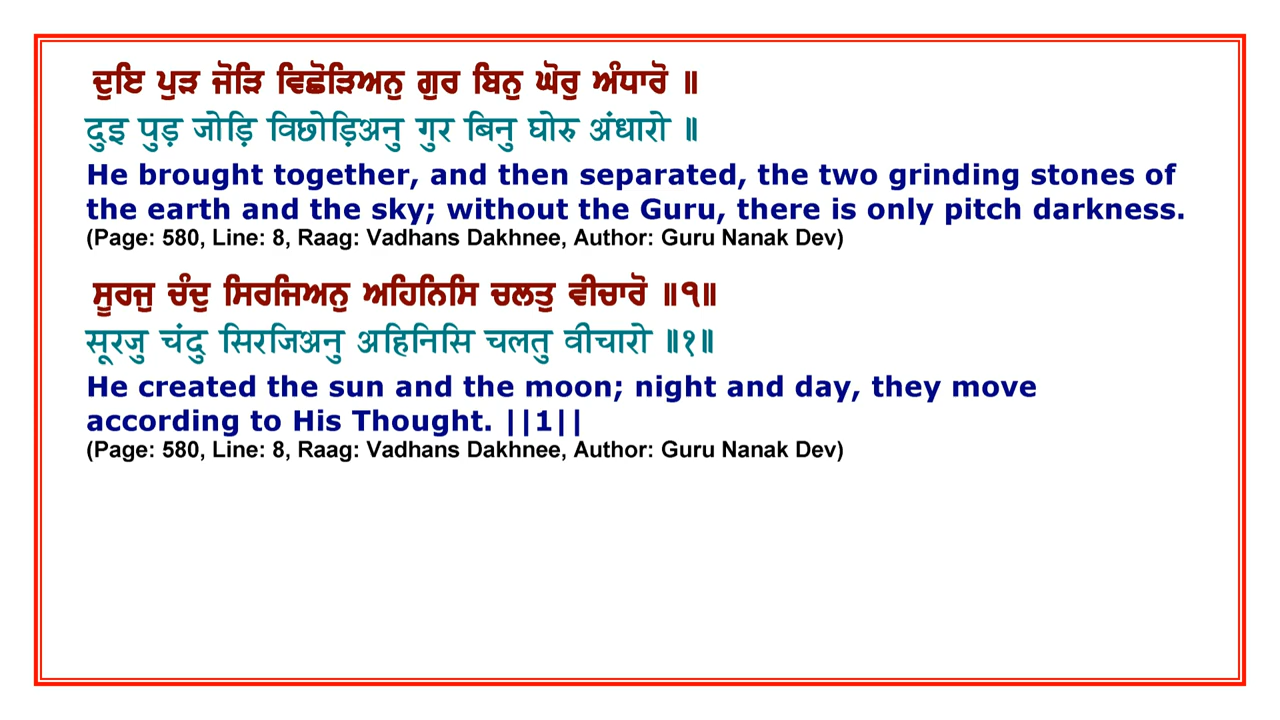 ਦੁਇ ਪੁੜ ਜੋੜਿ ਵਿਛੋੜਿਅਨੁ ਗੁਰ ਬਿਨੁ ਘੋਰੁ ਅੰਧਾਰੋ ॥
दुइ पुड़ जोड़ि विछोड़िअनु गुर बिनु घोरु अंधारो ॥
He brought together, and then separated, the two grinding stones of
the earth and the sky; without the Guru, there is only pitch darkness.
(Page: 580, Line: 8, Raag: Vadhans Dakhnee, Author: Guru Nanak Dev)
ਸੂਰਜੁ ਚੰਦੁ ਸਿਰਜਿਅਨੁ ਅਹਿਨਿਸਿ ਚਲਤੁ ਵੀਚਾਰੋ ॥੧॥
सूरजु चंदु सिरजिअनु अहिनिसि चलतु वीचारो ॥१॥
He created the sun and the moon; night and day, they move
according to His Thought. ||1||
(Page: 580, Line: 8, Raag: Vadhans Dakhnee, Author: Guru Nanak Dev)